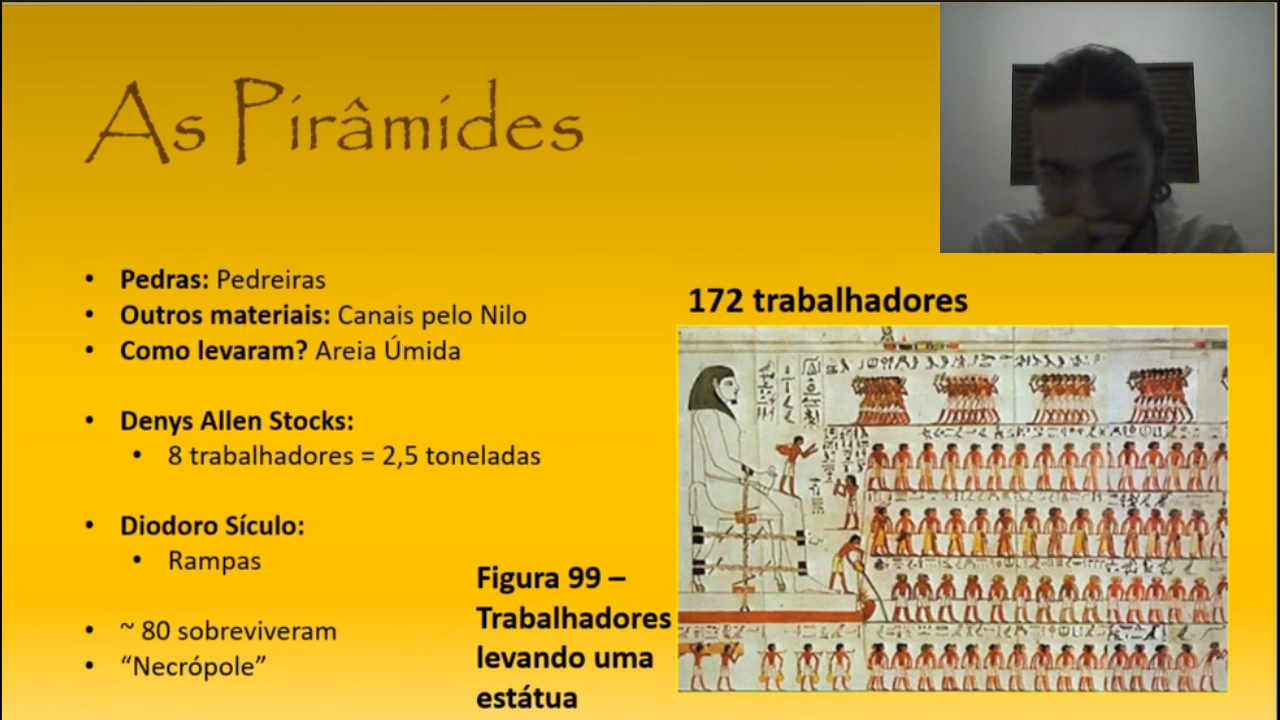 As Pirâmides
• Pedras: Pedreiras
• Outros materiais: Canais pelo Nilo
• Como levaram? Areia Úmida
• Denys Allen Stocks:
• 8 trabalhadores = 2,5 toneladas
• Diodoro Sículo:
• Rampas
• ~ 80 sobreviveram
• “Necrópole”
172 trabalhadores
Figura 99 –
Trabalhadores
levando uma
estátua